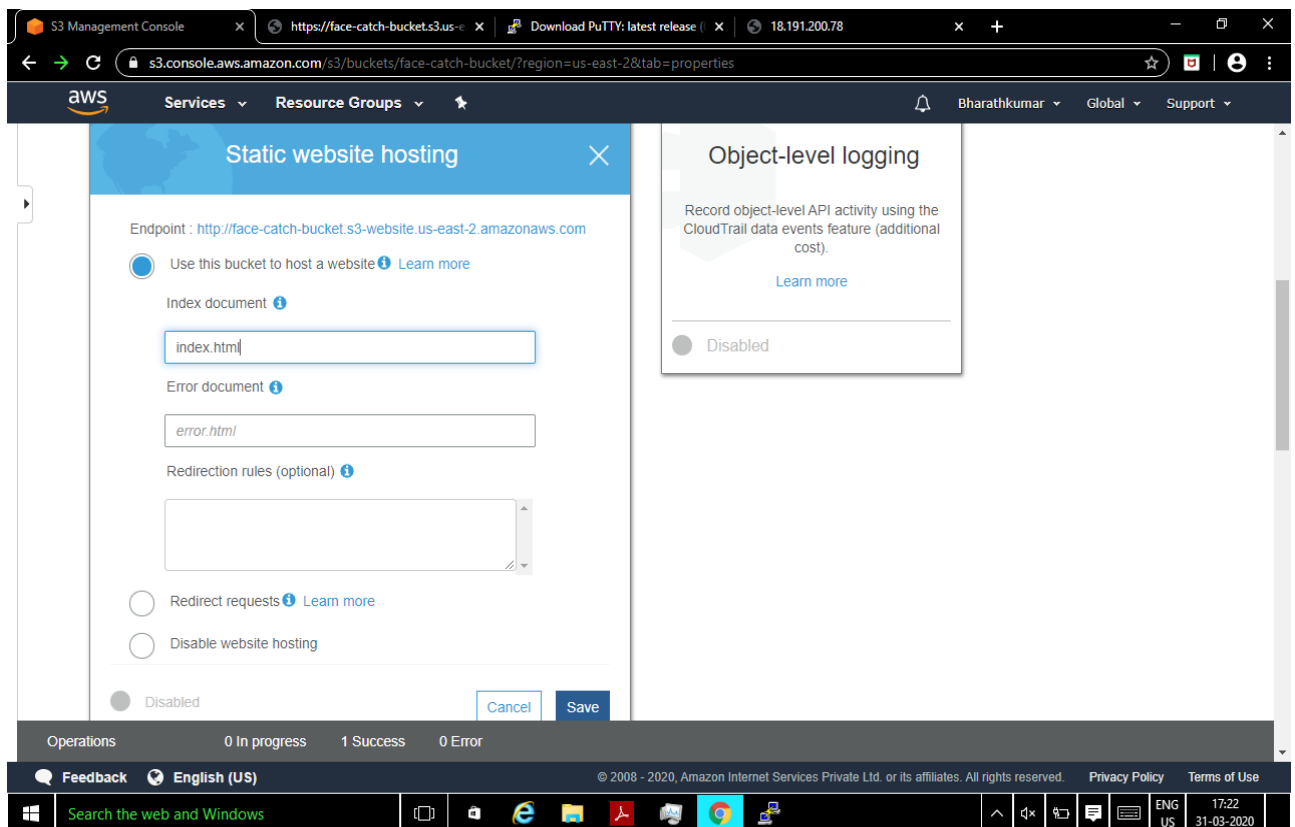 S3 Management Console
https://face-catch-bucket.s3.us-e
Download PuTTY: latest release (
18.191.200.78
s3.console.aws.amazon.com/s3/buckets/face-catch-bucket/?region=us-east-2&tab=properties
aws Services Resource Groups Bharathkumar Global Support
Static website hosting
Endpoint : http://face-catch-bucket.s3-website.us-east-2.amazonaws.com
Use this bucket to host a website Learn more
Index document
index.html
Error document
error.html
Redirection rules (optional)
Redirect requests Learn more
Disable website hosting
Disabled
Cancel Save
Object-level logging
Record object-level API activity using the
CloudTrail data events feature (additional
cost).
Learn more
Disabled
Operations 0 In progress 1 Success 0 Error
Feedback English (US) © 2008 - 2020, Amazon Internet Services Private Ltd. or its affiliates. All rights reserved. Privacy Policy Terms of Use
Search the web and Windows
ENG
US
17:22
31-03-2020